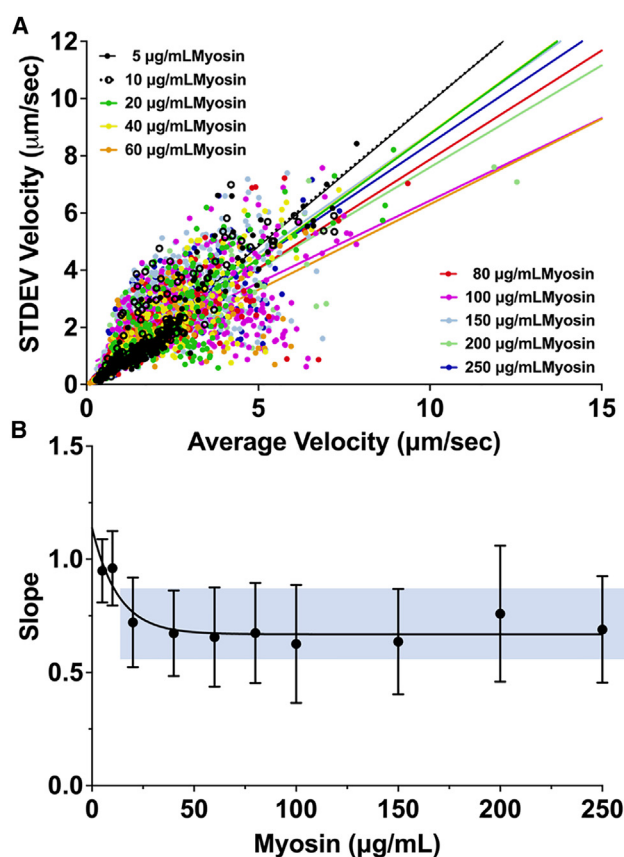 A
STDEV Velocity (μm/sec)
12
10
8
6
4
2
0
5 μg/mLMyosin
10 μg/mLMyosin
20 μg/mLMyosin
40 μg/mLMyosin
60 μg/mLMyosin
80 μg/mLMyosin
100 μg/mLMyosin
150 μg/mLMyosin
200 μg/mLMyosin
250 μg/mLMyosin
0 5 10 15
Average Velocity (μm/sec)
B
Slope
1.5
1.0
0.5
0.0
0 50 100 150 200 250
Myosin (μg/mL)